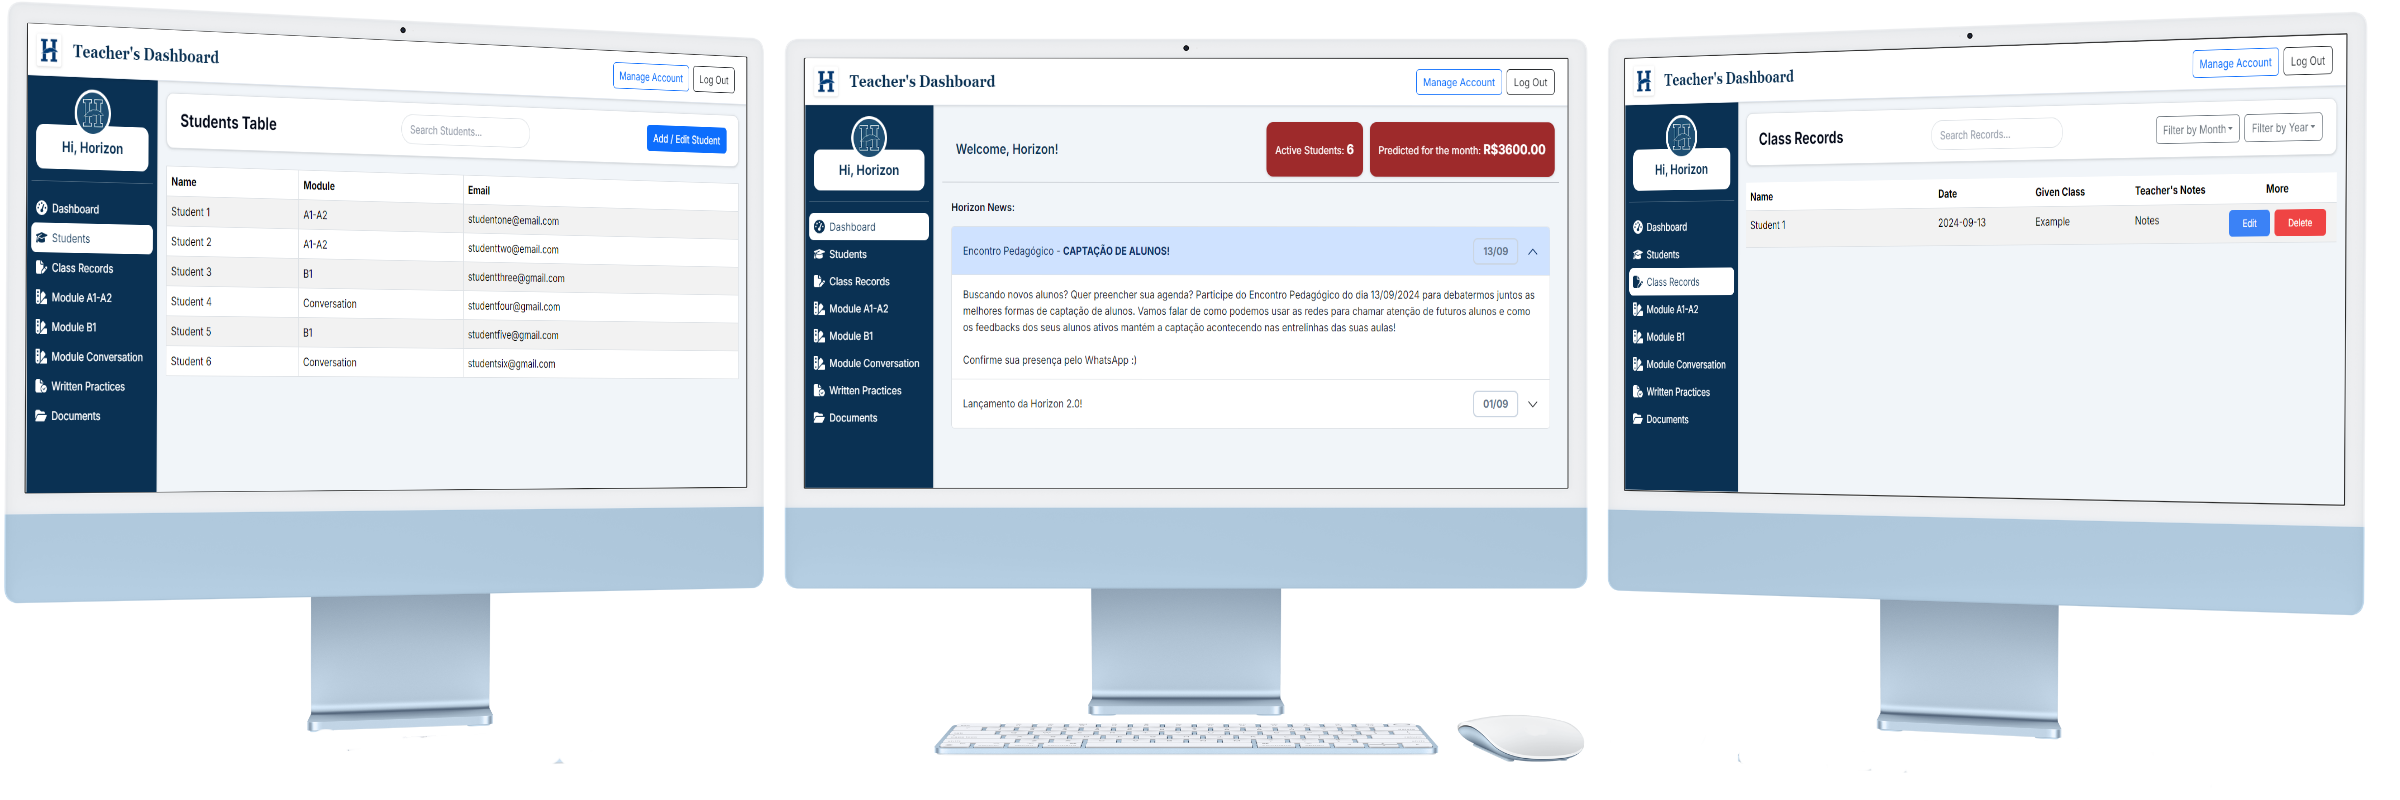 H Teacher's Dashboard
Manage Account Log Out
H
Hi, Horizon
Dashboard
Students
Class Records
Module A1-A2
Module B1
Module Conversation
Written Practices
Documents
Students Table
Search Students...
Add / Edit Student
Name Module Email
Student 1 A1-A2 studentone@email.com
Student 2 A1-A2 studenttwo@email.com
Student 3 B1 studentthree@gmail.com
Student 4 Conversation studentfour@gmail.com
Student 5 B1 studentfive@gmail.com
Student 6 Conversation studentsix@gmail.com
H Teacher's Dashboard
Manage Account Log Out
H
Hi, Horizon
Dashboard
Students
Class Records
Module A1-A2
Module B1
Module Conversation
Written Practices
Documents
Welcome, Horizon!
Active Students: 6
Predicted for the month: R$3600.00
Horizon News:
Encontro Pedagógico - CAPTAÇÃO DE ALUNOS! 13/09
Buscando novos alunos? Quer preencher sua agenda? Participe do Encontro Pedagógico do dia 13/09/2024 para debatermos juntos as
melhores formas de captação de alunos. Vamos falar de como podemos usar as redes para chamar atenção de futuros alunos e como
os feedbacks dos seus alunos ativos mantém a captação acontecendo nas entrelinhas das suas aulas!
Confirme sua presença pelo WhatsApp :)
Lançamento da Horizon 2.0! 01/09
H Teacher's Dashboard
Manage Account Log Out
H
Hi, Horizon
Dashboard
Students
Class Records
Module A1-A2
Module B1
Module Conversation
Written Practices
Documents
Class Records
Search Records...
Filter by Month
Filter by Year
Name Date Given Class Teacher's Notes More
Student 1 2024-09-13 Example Notes Edit Delete